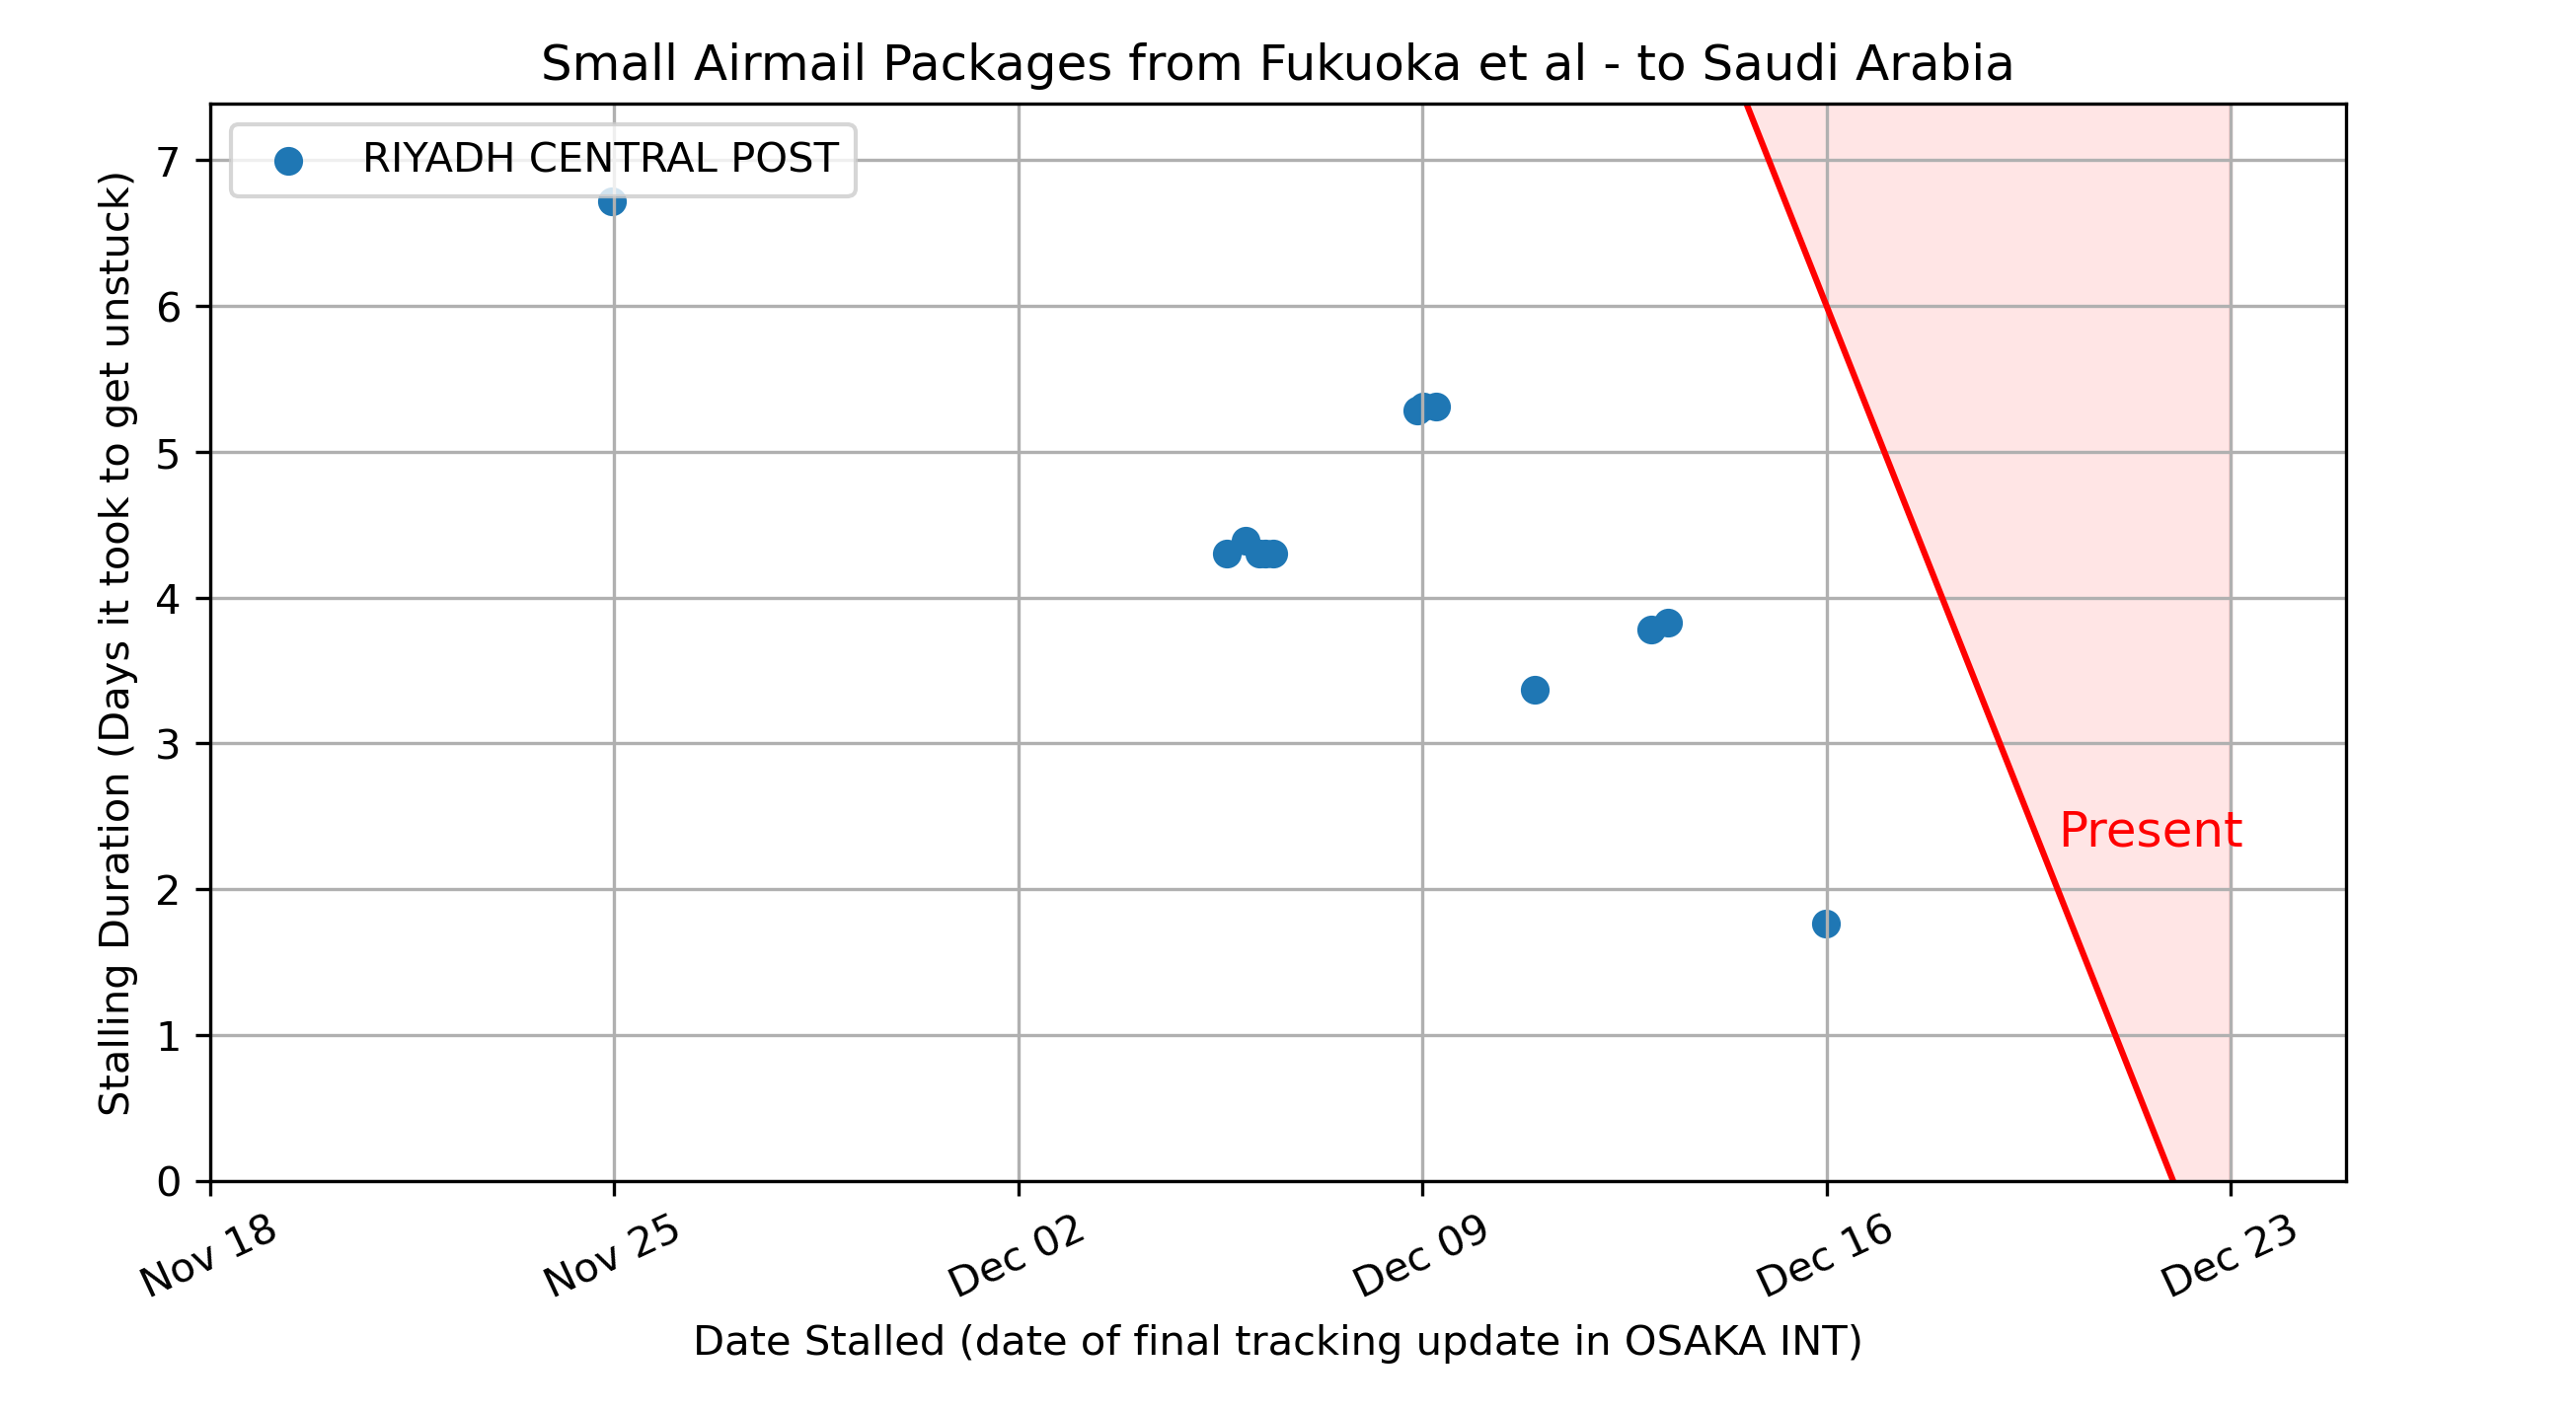 Small Airmail Packages from Fukuoka et al - to Saudi Arabia
RIYADH CENTRAL POST
Stalling Duration (Days it took to get unstuck)
7
6
5
4
3
2
1
0
Present
Nov 18
Nov 25
Dec 02
Dec 09
Dec 16
Dec 23
Date Stalled (date of final tracking update in OSAKA INT)